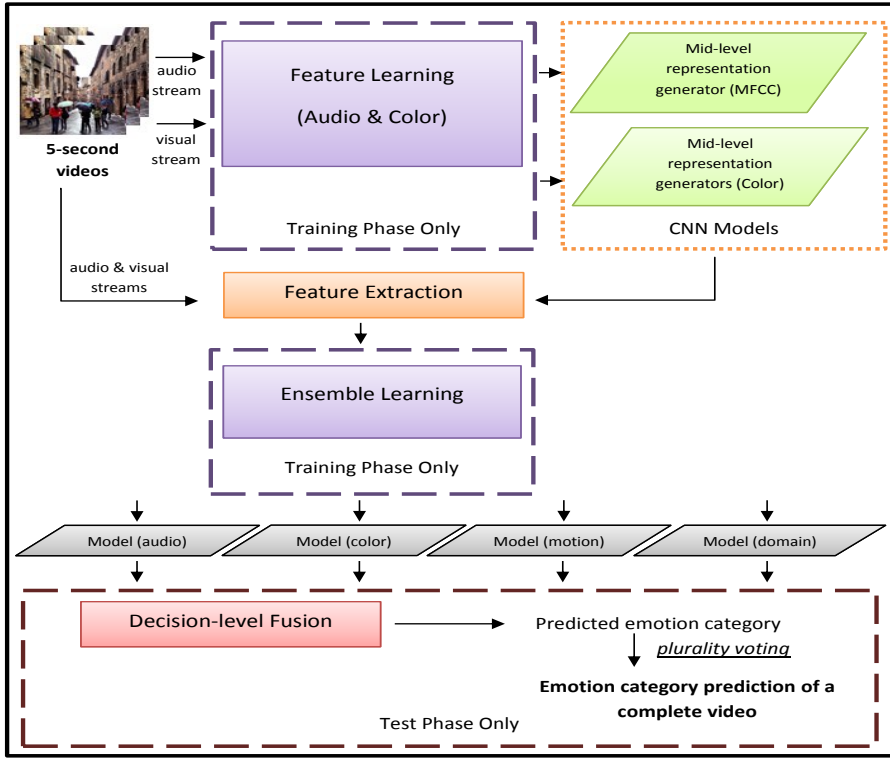 audio
stream
visual
stream
5-second
videos
Feature Learning
(Audio & Color)
Training Phase Only
Mid-level
representation
generator (MFCC)
Mid-level
representation
generators (Color)
CNN Models
audio & visual
streams
Feature Extraction
Ensemble Learning
Training Phase Only
Model (audio)
Model (color)
Model (motion)
Model (domain)
Decision-level Fusion
Predicted emotion category
plurality voting
Emotion category prediction of a
complete video
Test Phase Only